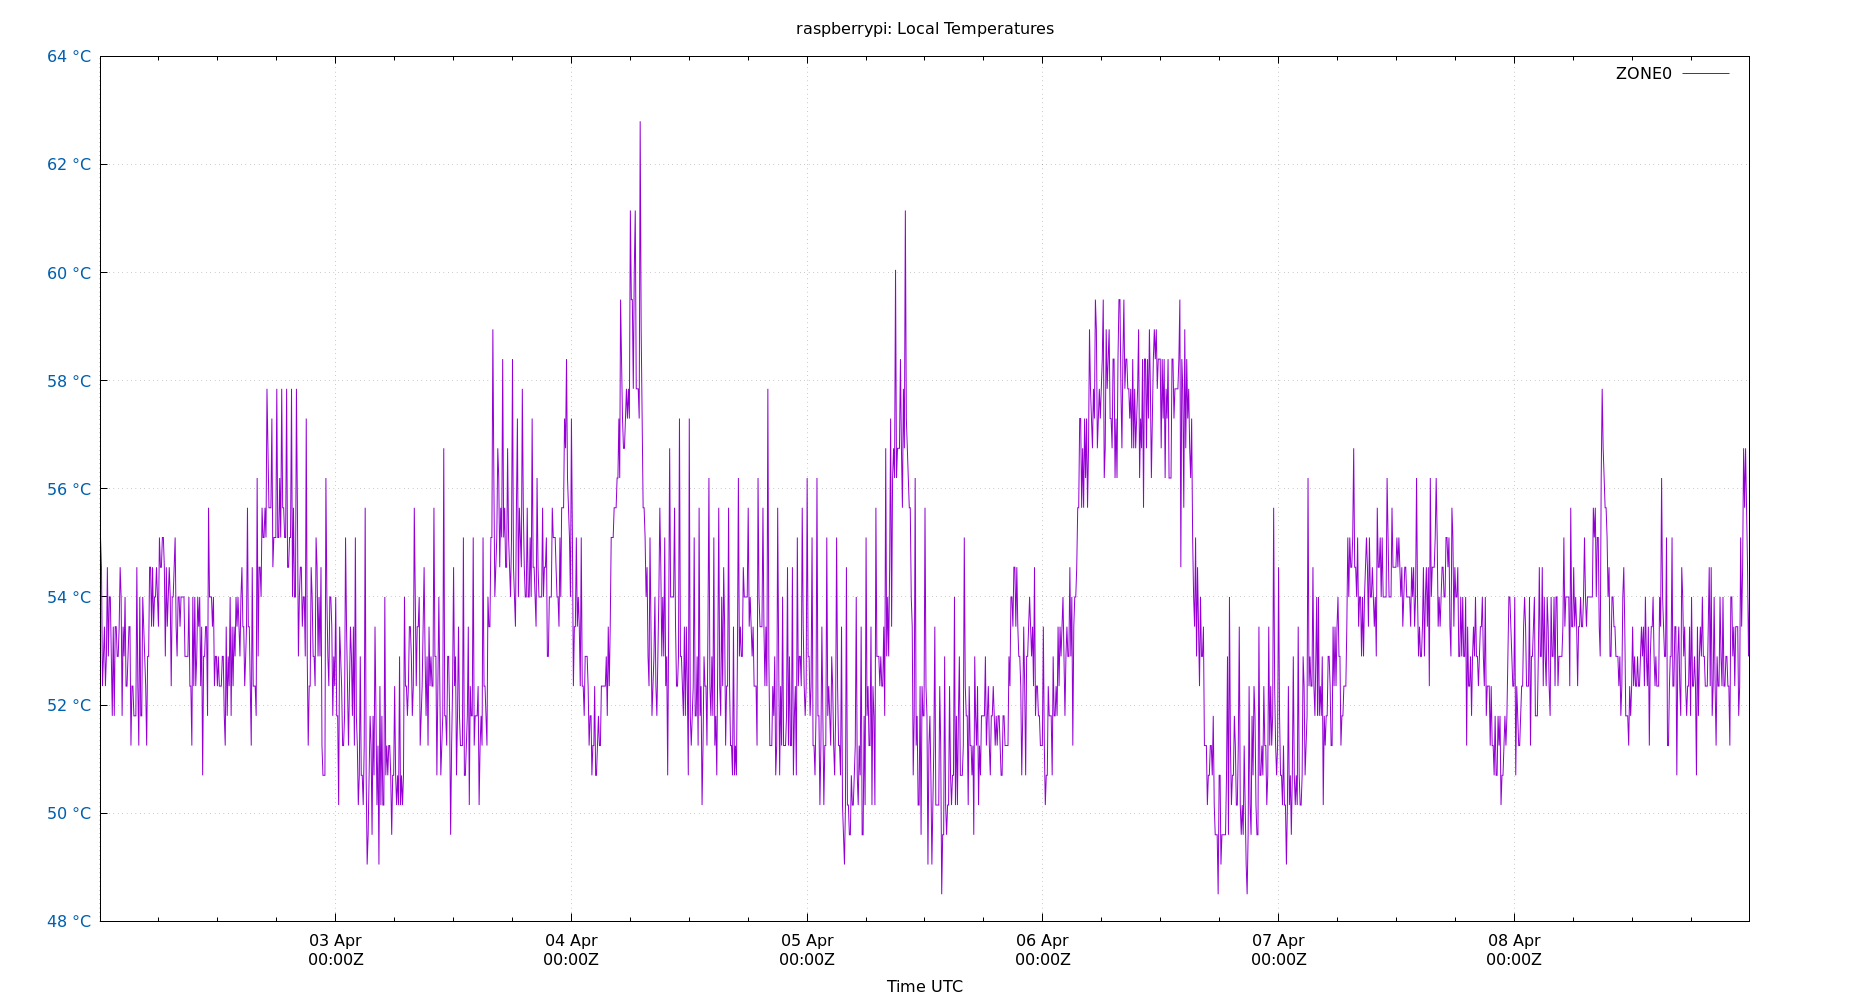 raspberrypi: Local Temperatures
64 °C
ZONE0
62 °C
60 °C
58 °C
56 °C
54 °C
52 °C
50 °C
48 °C
03 Apr 04 Apr 05 Apr 06 Apr 07 Apr 08 Apr
00:00Z 00:00Z 00:00Z 00:00Z 00:00Z 00:00Z
Time UTC